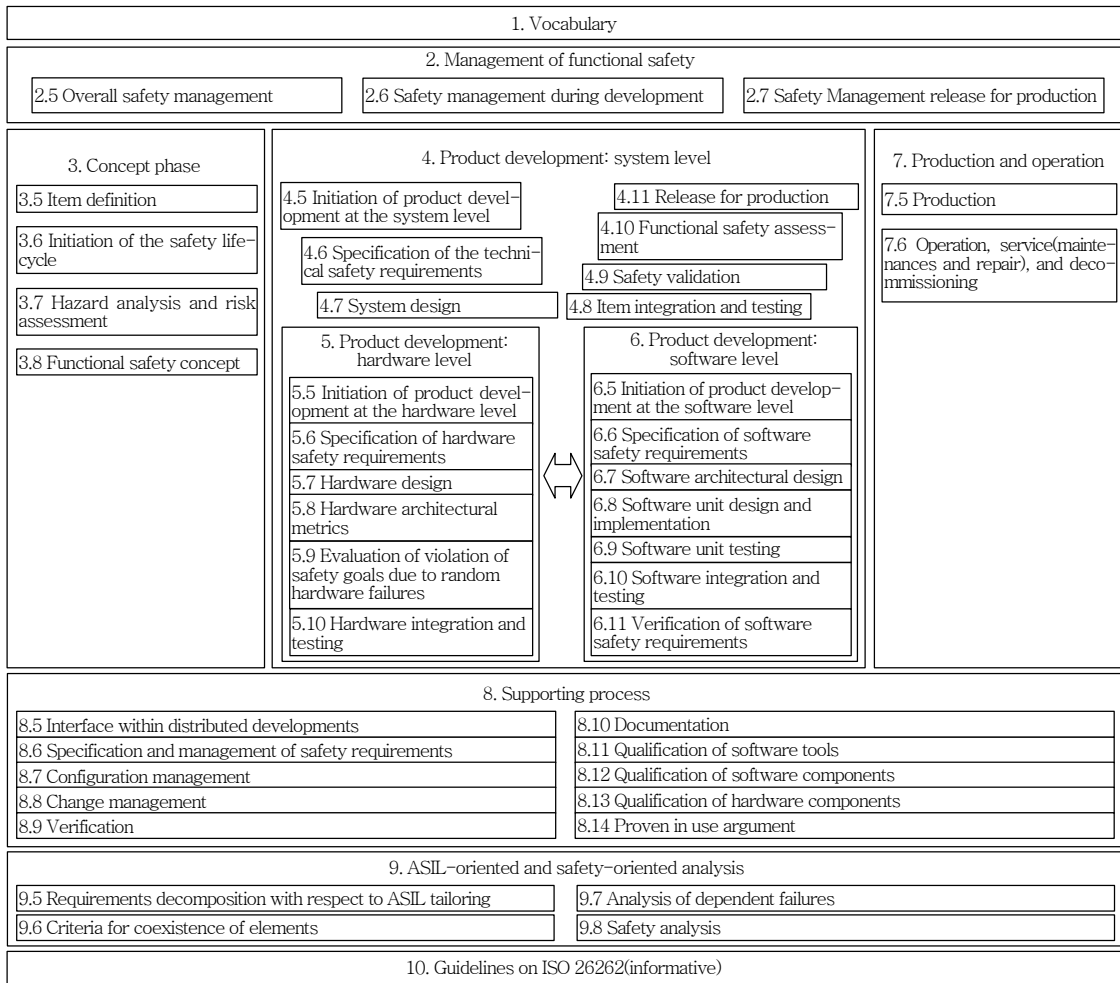 1. Vocabulary
2. Management of functional safety
2.5 Overall safety management
2.6 Safety management during development
2.7 Safety Management release for production
3. Concept phase
3.5 Item definition
3.6 Initiation of the safety life-
cycle
3.7 Hazard analysis and risk
assessment
3.8 Functional safety concept
4. Product development: system level
4.5 Initiation of product devel-
opment at the system level
4.6 Specification of the techni-
cal safety requirements
4.7 System design
4.11 Release for production
4.10 Functional safety assess-
ment
4.9 Safety validation
4.8 Item integration and testing
5. Product development:
hardware level
5.5 Initiation of product devel-
opment at the hardware level
5.6 Specification of hardware
safety requirements
5.7 Hardware design
5.8 Hardware architectural
metrics
5.9 Evaluation of violation of
safety goals due to random
hardware failures
5.10 Hardware integration and
testing
6. Product development:
software level
6.5 Initiation of product develop-
ment at the software level
6.6 Specification of software
safety requirements
6.7 Software architectural design
6.8 Software unit design and
implementation
6.9 Software unit testing
6.10 Software integration and
testing
6.11 Verification of software
safety requirements
7. Production and operation
7.5 Production
7.6 Operation, service(mainte-
nances and repair), and deco-
mmissioning
8. Supporting process
8.5 Interface within distributed developments
8.6 Specification and management of safety requirements
8.7 Configuration management
8.8 Change management
8.9 Verification
8.10 Documentation
8.11 Qualification of software tools
8.12 Qualification of software components
8.13 Qualification of hardware components
8.14 Proven in use argument
9. ASIL-oriented and safety-oriented analysis
9.5 Requirements decomposition with respect to ASIL tailoring
9.6 Criteria for coexistence of elements
9.7 Analysis of dependent failures
9.8 Safety analysis
10. Guidelines on ISO 26262(informative)